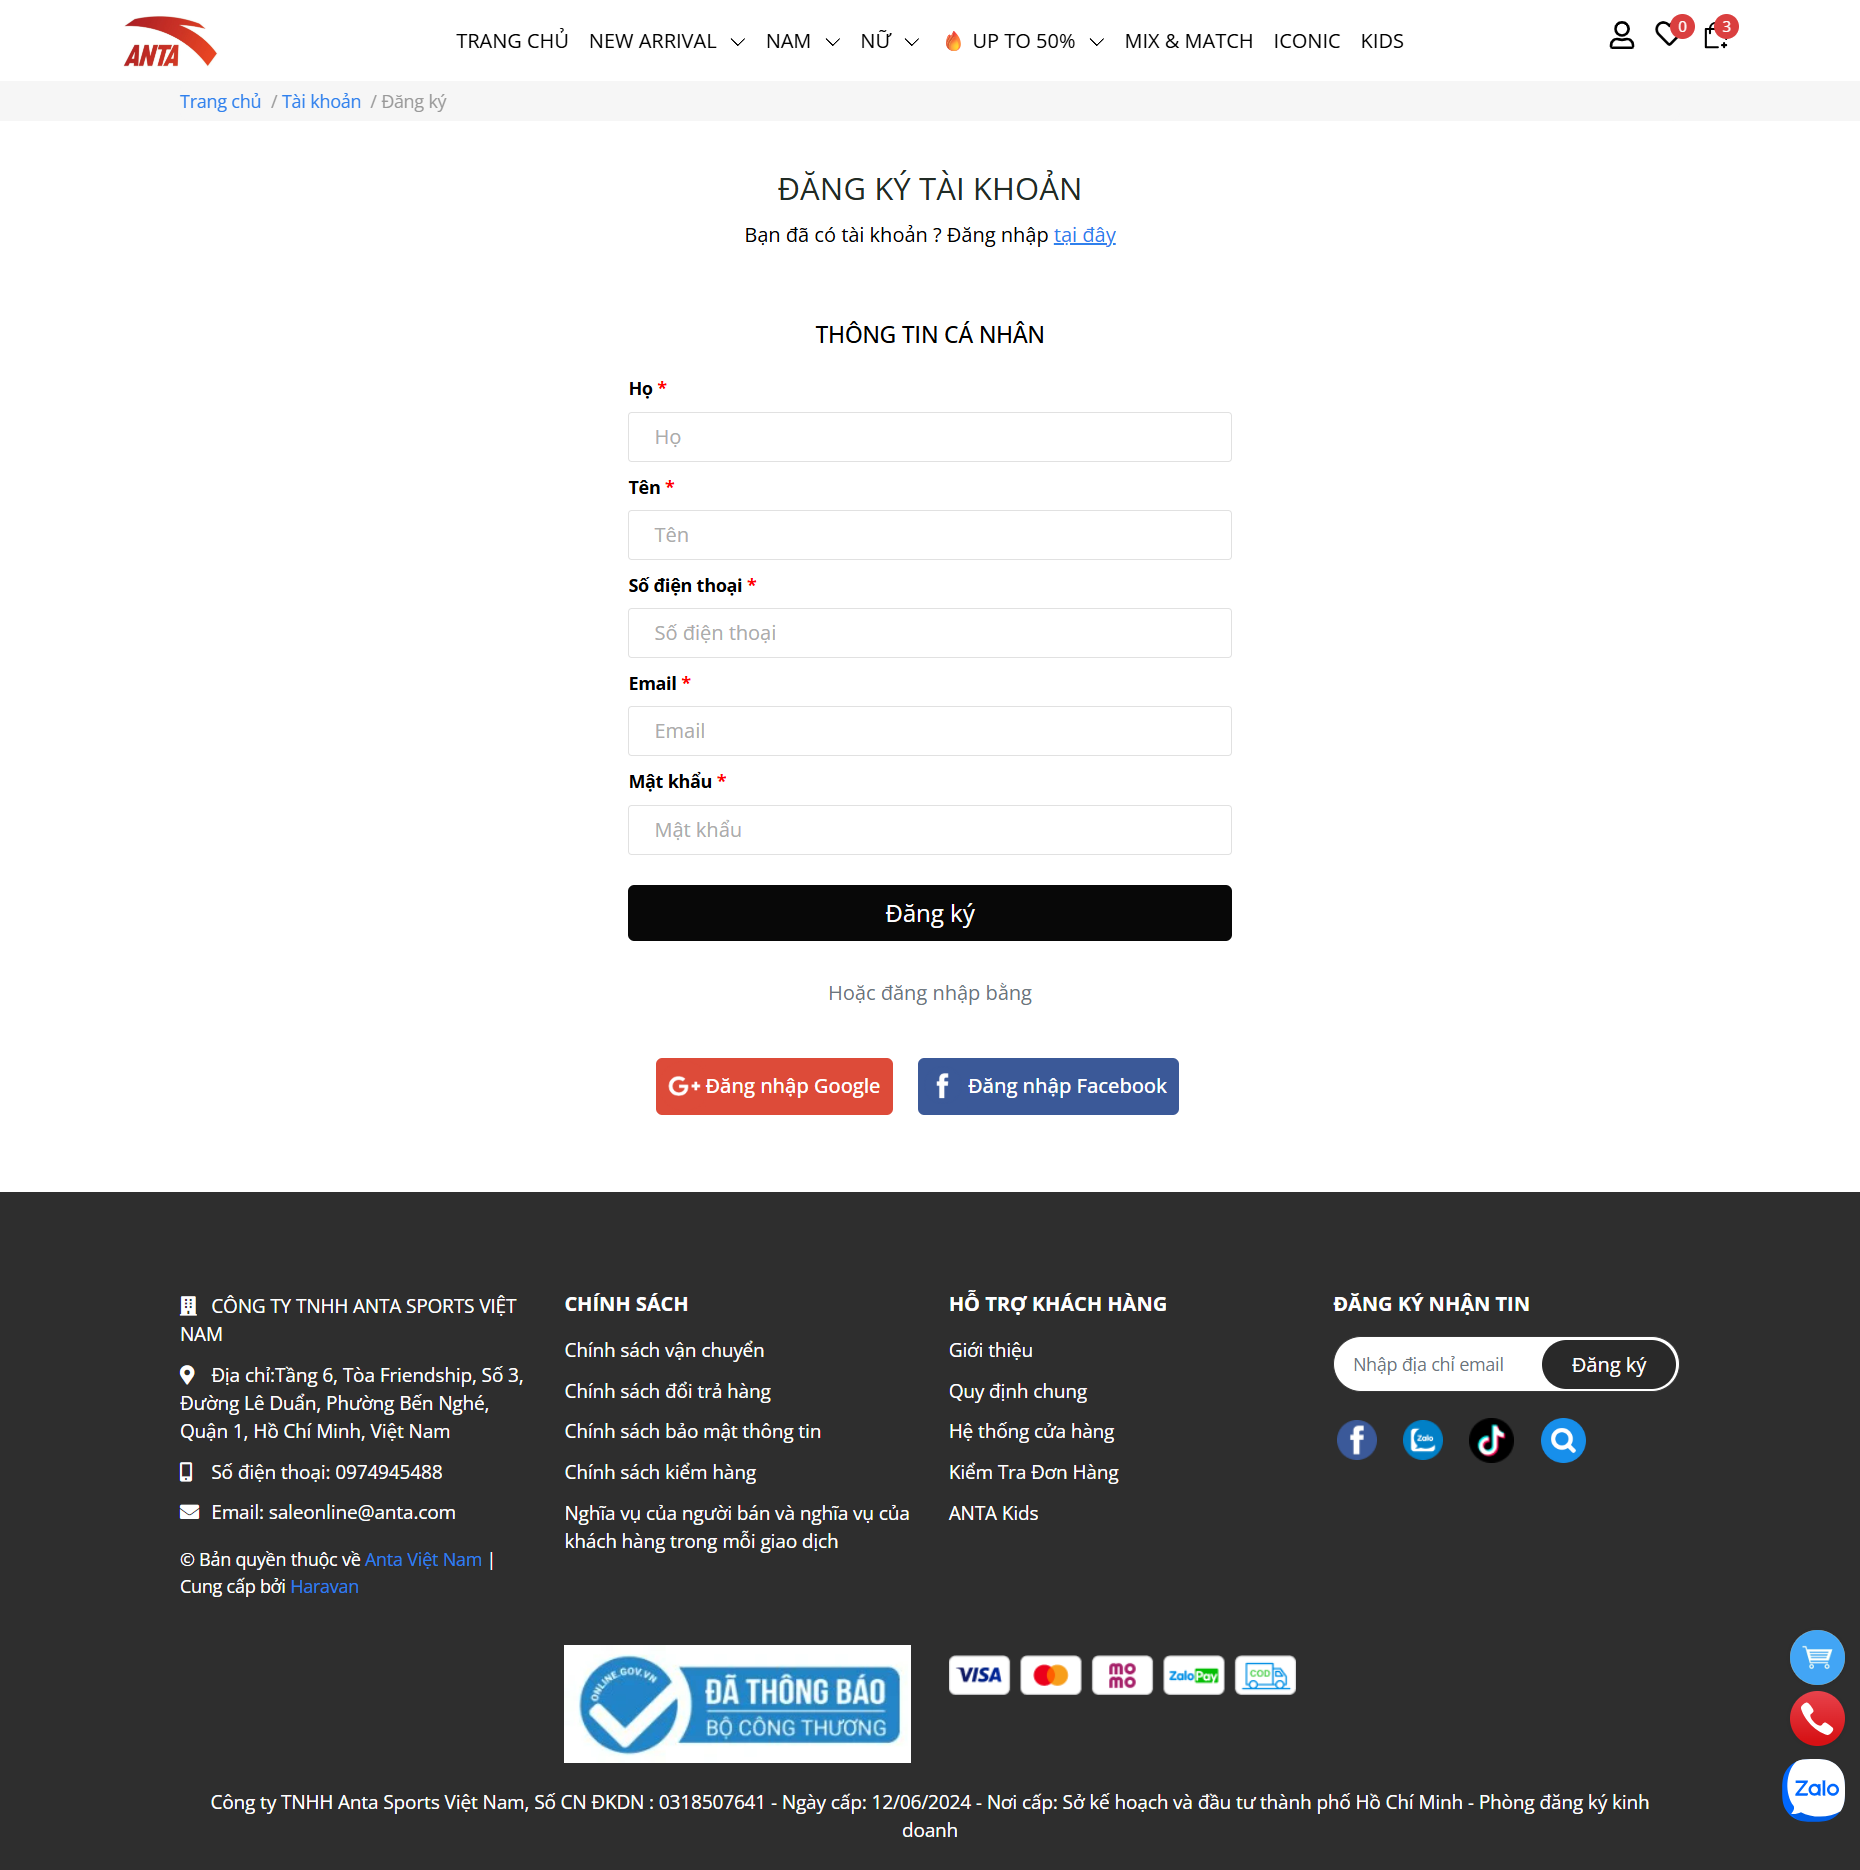 ANTA
TRANG CHỦ NEW ARRIVAL NAM NỮ UP TO 50% MIX & MATCH ICONIC KIDS
0 3
Trang chủ / Tài khoản / Đăng ký
ĐĂNG KÝ TÀI KHOẢN
Bạn đã có tài khoản ? Đăng nhập tại đây
THÔNG TIN CÁ NHÂN
Họ *
Họ
Tên *
Tên
Số điện thoại *
Số điện thoại
Email *
Email
Mật khẩu *
Mật khẩu
Đăng ký
Hoặc đăng nhập bằng
G+ Đăng nhập Google
f Đăng nhập Facebook
CÔNG TY TNHH ANTA SPORTS VIỆT
NAM
Địa chỉ:Tầng 6, Tòa Friendship, Số 3,
Đường Lê Duẩn, Phường Bến Nghé,
Quận 1, Hồ Chí Minh, Việt Nam
Số điện thoại: 0974945488
Email: saleonline@anta.com
© Bản quyền thuộc về Anta Việt Nam |
Cung cấp bởi Haravan
CHÍNH SÁCH
Chính sách vận chuyển
Chính sách đổi trả hàng
Chính sách bảo mật thông tin
Chính sách kiểm hàng
Nghĩa vụ của người bán và nghĩa vụ của
khách hàng trong mỗi giao dịch
HỖ TRỢ KHÁCH HÀNG
Giới thiệu
Quy định chung
Hệ thống cửa hàng
Kiểm Tra Đơn Hàng
ANTA Kids
ĐĂNG KÝ NHẬN TIN
Nhập địa chỉ email Đăng ký
f Zalo
ONLINE.GOV.VN
ĐÃ THÔNG BÁO
BỘ CÔNG THƯƠNG
VISA mo mo ZaloPay COD
Zalo
Công ty TNHH Anta Sports Việt Nam, Số CN ĐKDN : 0318507641 - Ngày cấp: 12/06/2024 - Nơi cấp: Sở kế hoạch và đầu tư thành phố Hồ Chí Minh - Phòng đăng ký kinh
doanh